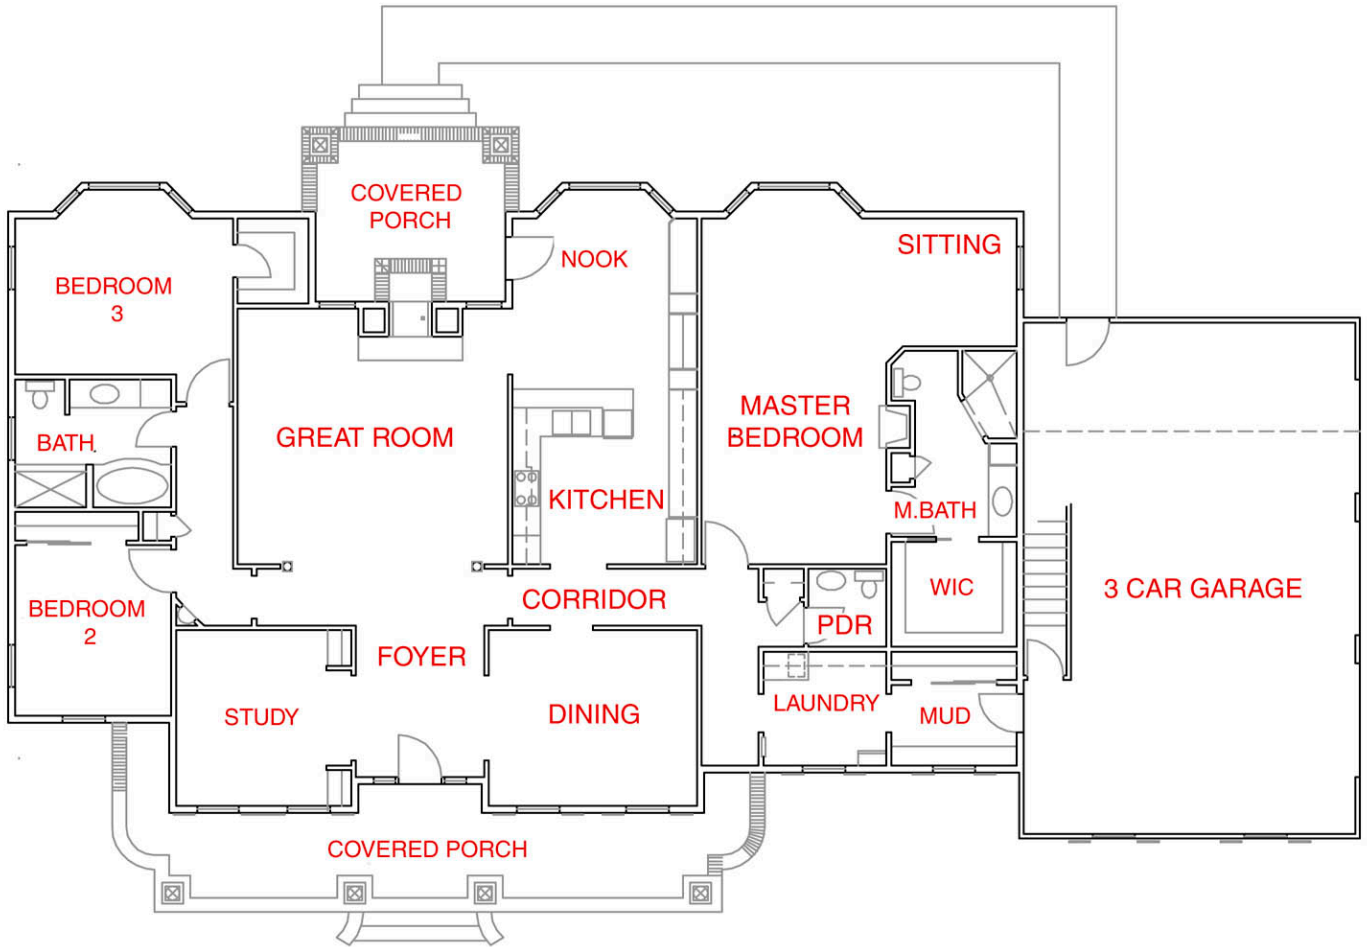 COVERED
PORCH
SITTING
NOOK
BEDROOM
3
MASTER
BEDROOM
GREAT ROOM
BATH
KITCHEN
M.BATH
WIC
3 CAR GARAGE
CORRIDOR
BEDROOM
2
PDR
FOYER
LAUNDRY
STUDY
DINING
MUD
COVERED PORCH